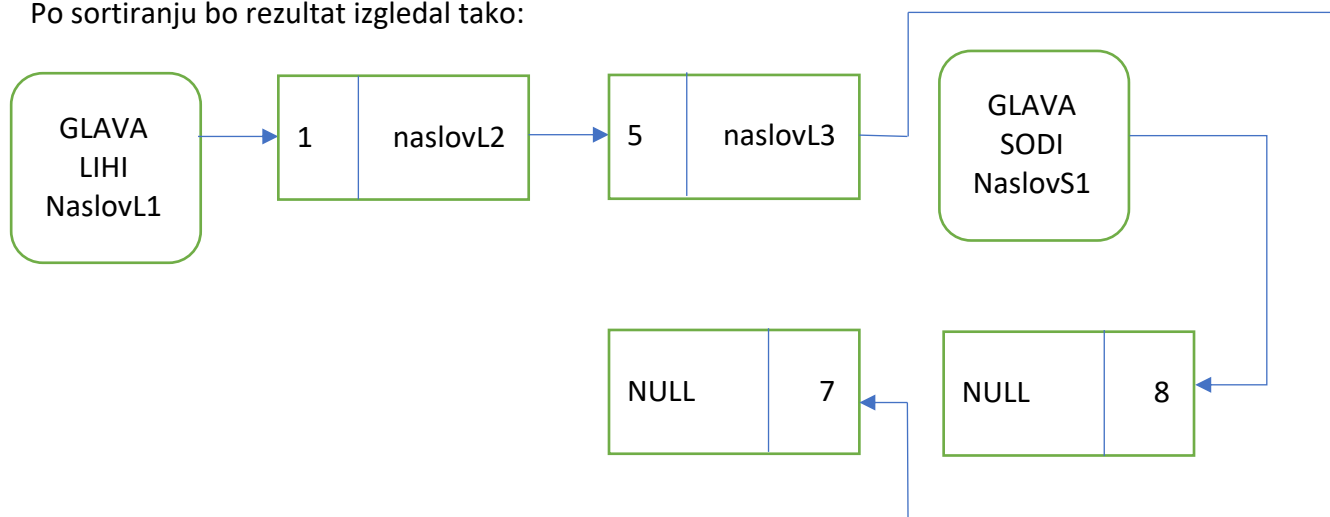 Po sortiranju bo rezultat izgledal tako:
GLAVA
LIHI
NaslovL1
1 naslovL2
5 naslovL3
GLAVA
SODI
NaslovS1
NULL 7
NULL 8